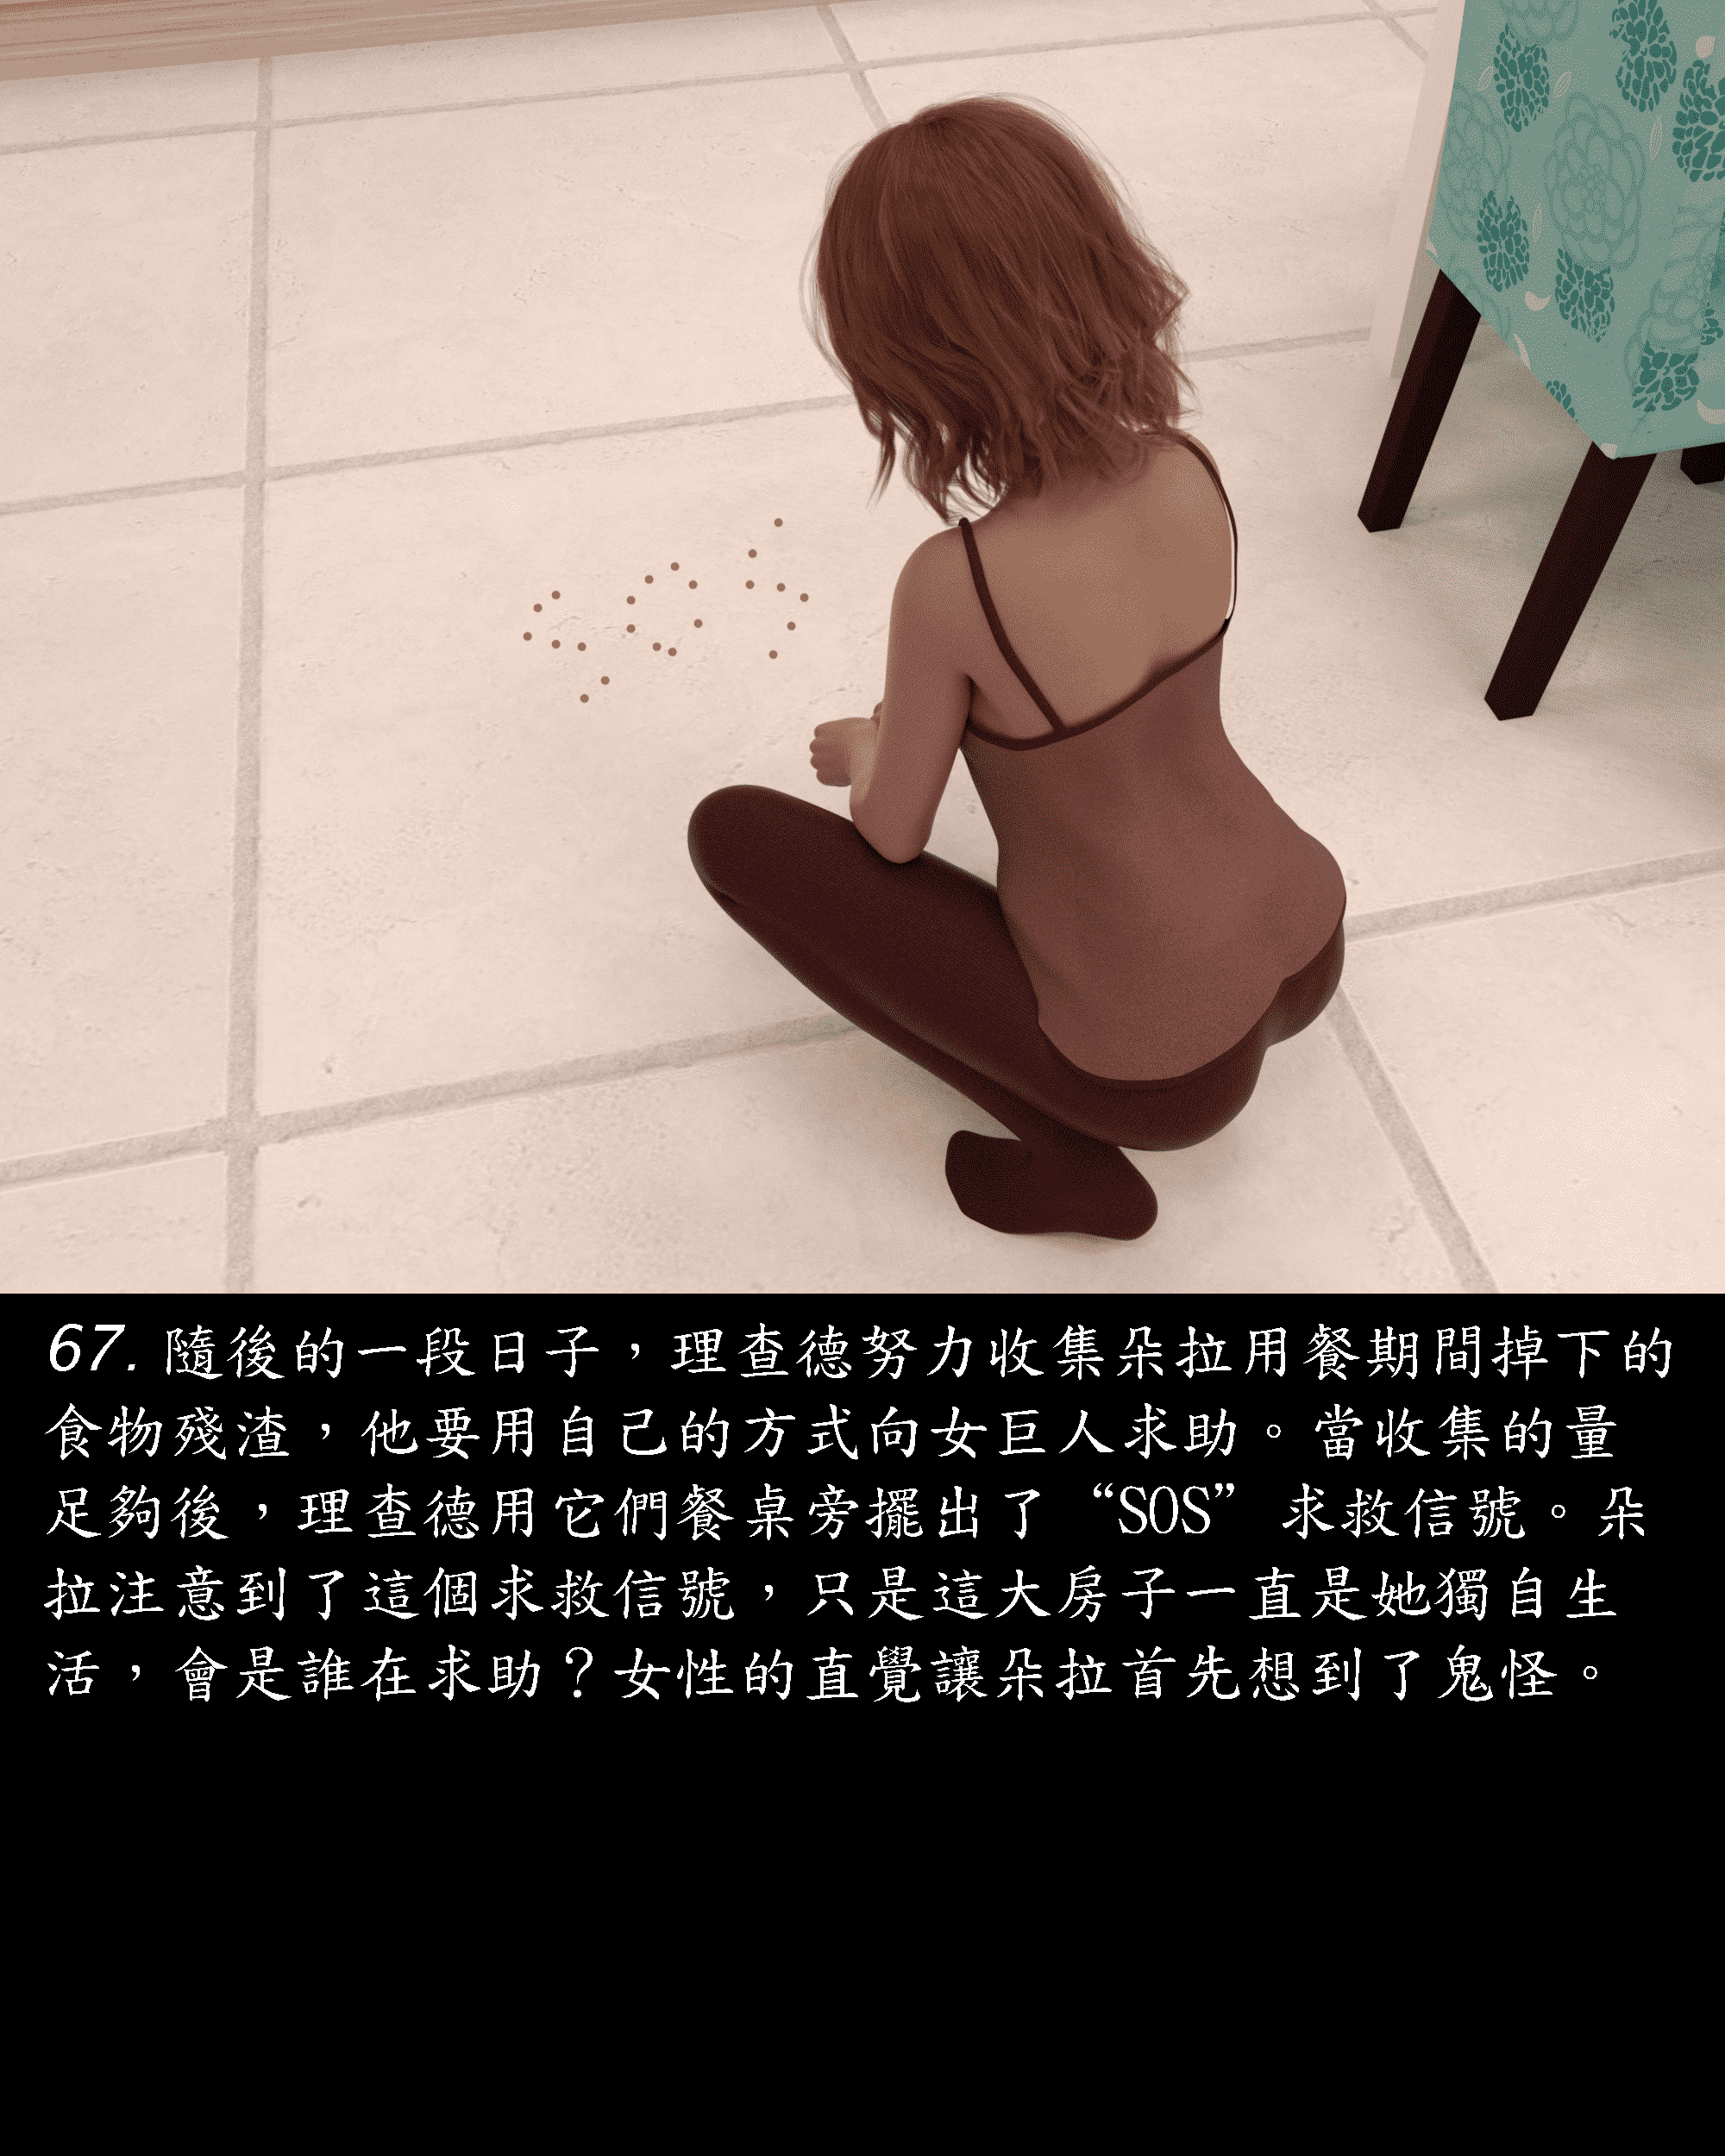 67. 隨後的一段日子，理查德努力收集朵拉用餐期間掉下的
食物殘渣，他要用自己的方式向女巨人求助。當收集的量
足夠後，理查德用它們餐桌旁擺出了“SOS”求救信號。朵
拉注意到了這個求救信號，只是這大房子一直是她獨自生
活，會是誰在求助？女性的直覺讓朵拉首先想到了鬼怪。